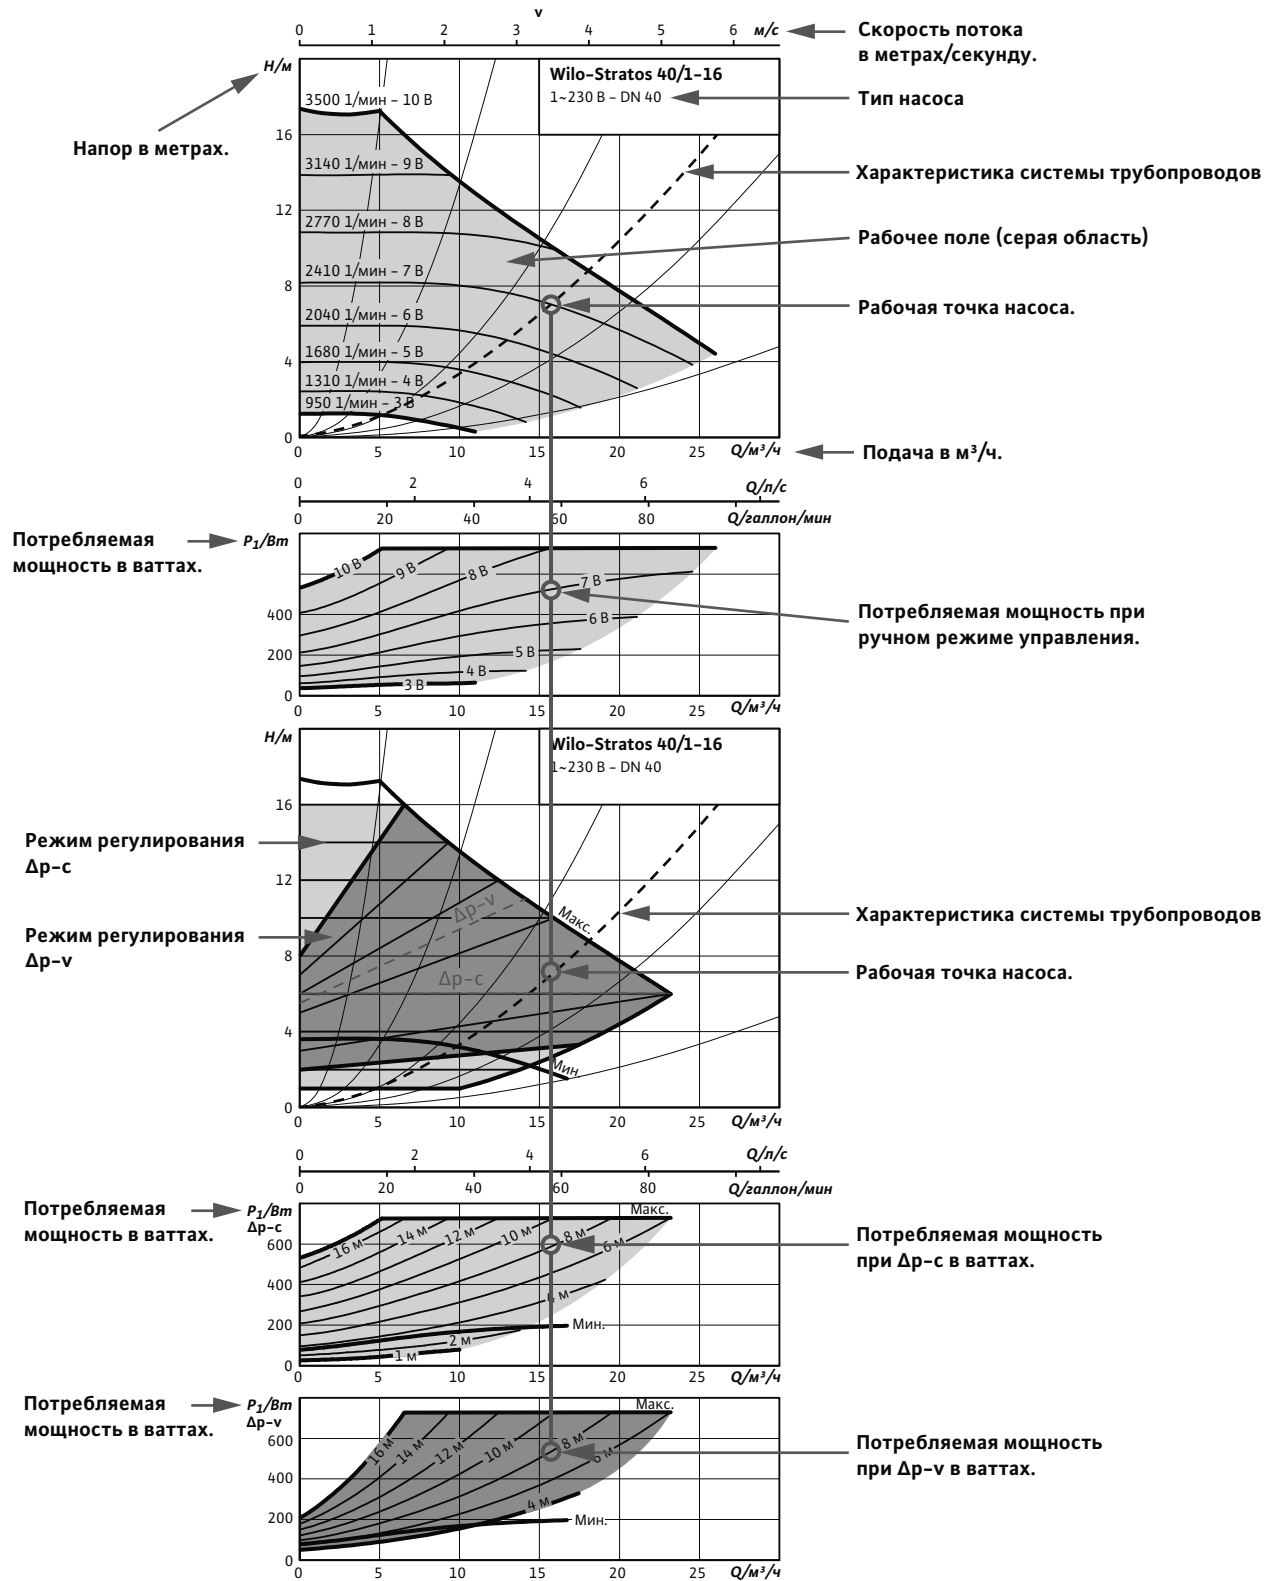 v
0 1 2 3 4 5 6 м/с
Скорость потока
в метрах/секунду.
Н/м
Wilo-Stratos 40/1-16
1~230 В - DN 40
Тип насоса
3500 1/мин - 10 В
Напор в метрах.
16
3140 1/мин - 9 В
Характеристика системы трубопроводов
12
2770 1/мин - 8 В
Рабочее поле (серая область)
2410 1/мин - 7 В
8
Рабочая точка насоса.
2040 1/мин - 6 В
1680 1/мин - 5 В
4
1310 1/мин - 4 В
950 1/мин - 3 В
0
0 5 10 15 20 25 Q/м³/ч
Подача в м³/ч.
0 2 4 6 Q/л/с
0 20 40 60 80 Q/галлон/мин
Потребляемая
мощность в ваттах.
P1/Вт
10 В 9 В 8 В 7 В
400
6 В
Потребляемая мощность при
ручном режиме управления.
200
5 В
4 В
3 В
0
0 5 10 15 20 25 Q/м³/ч
Н/м
Wilo-Stratos 40/1-16
1~230 В - DN 40
16
Режим регулирования
Δp-c
12
Δp-v
Макс.
Характеристика системы трубопроводов
Режим регулирования
Δp-v
8
Δp-c
Рабочая точка насоса.
4
Мин
0
0 5 10 15 20 25 Q/м³/ч
0 2 4 6 Q/л/с
0 20 40 60 80 Q/галлон/мин
Потребляемая
мощность в ваттах.
P1/Вт
Δp-c
Макс.
16 м 14 м 12 м 10 м 8 м 6 м
600
Потребляемая мощность
при Δp-c в ваттах.
400
4 м
200
Мин.
2 м
1 м
0
0 5 10 15 20 25 Q/м³/ч
Потребляемая
мощность в ваттах.
P1/Вт
Δp-v
Макс.
600
16 м 14 м 12 м 10 м 8 м 6 м
Потребляемая мощность
при Δp-v в ваттах.
400
4 м
200
Мин.
0
0 5 10 15 20 25 Q/м³/ч